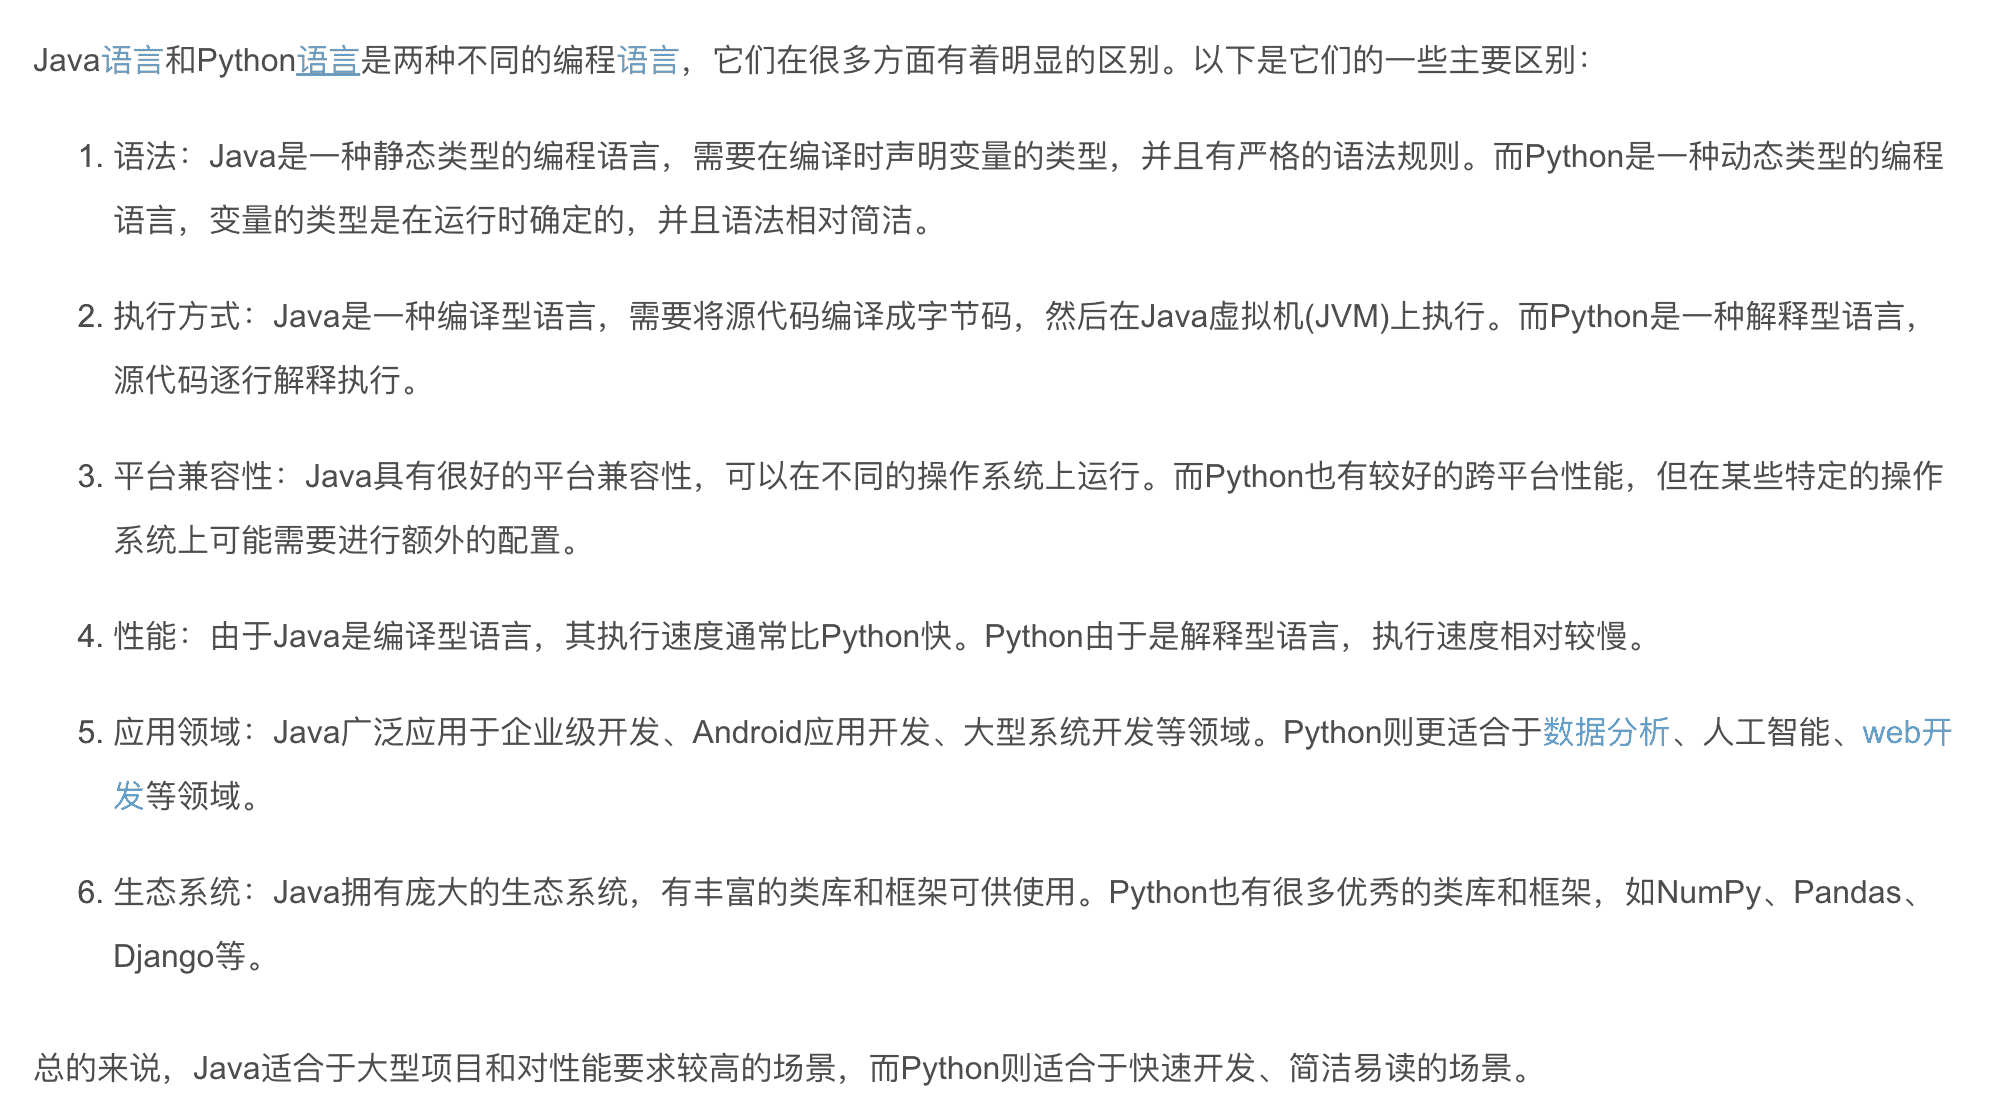 Java语言和Python语言是两种不同的编程语言，它们在很多方面有着明显的区别。以下是它们的一些主要区别：
1. 语法：Java是一种静态类型的编程语言，需要在编译时声明变量的类型，并且有严格的语法规则。而Python是一种动态类型的编程
语言，变量的类型是在运行时确定的，并且语法相对简洁。
2. 执行方式：Java是一种编译型语言，需要将源代码编译成字节码，然后在Java虚拟机(JVM)上执行。而Python是一种解释型语言，
源代码逐行解释执行。
3. 平台兼容性：Java具有很好的平台兼容性，可以在不同的操作系统上运行。而Python也有较好的跨平台性能，但在某些特定的操作
系统上可能需要进行额外的配置。
4. 性能：由于Java是编译型语言，其执行速度通常比Python快。Python由于是解释型语言，执行速度相对较慢。
5. 应用领域：Java广泛应用于企业级开发、Android应用开发、大型系统开发等领域。Python则更适合于数据分析、人工智能、web开
发等领域。
6. 生态系统：Java拥有庞大的生态系统，有丰富的类库和框架可供使用。Python也有很多优秀的类库和框架，如NumPy、Pandas、
Django等。
总的来说，Java适合于大型项目和对性能要求较高的场景，而Python则适合于快速开发、简洁易读的场景。